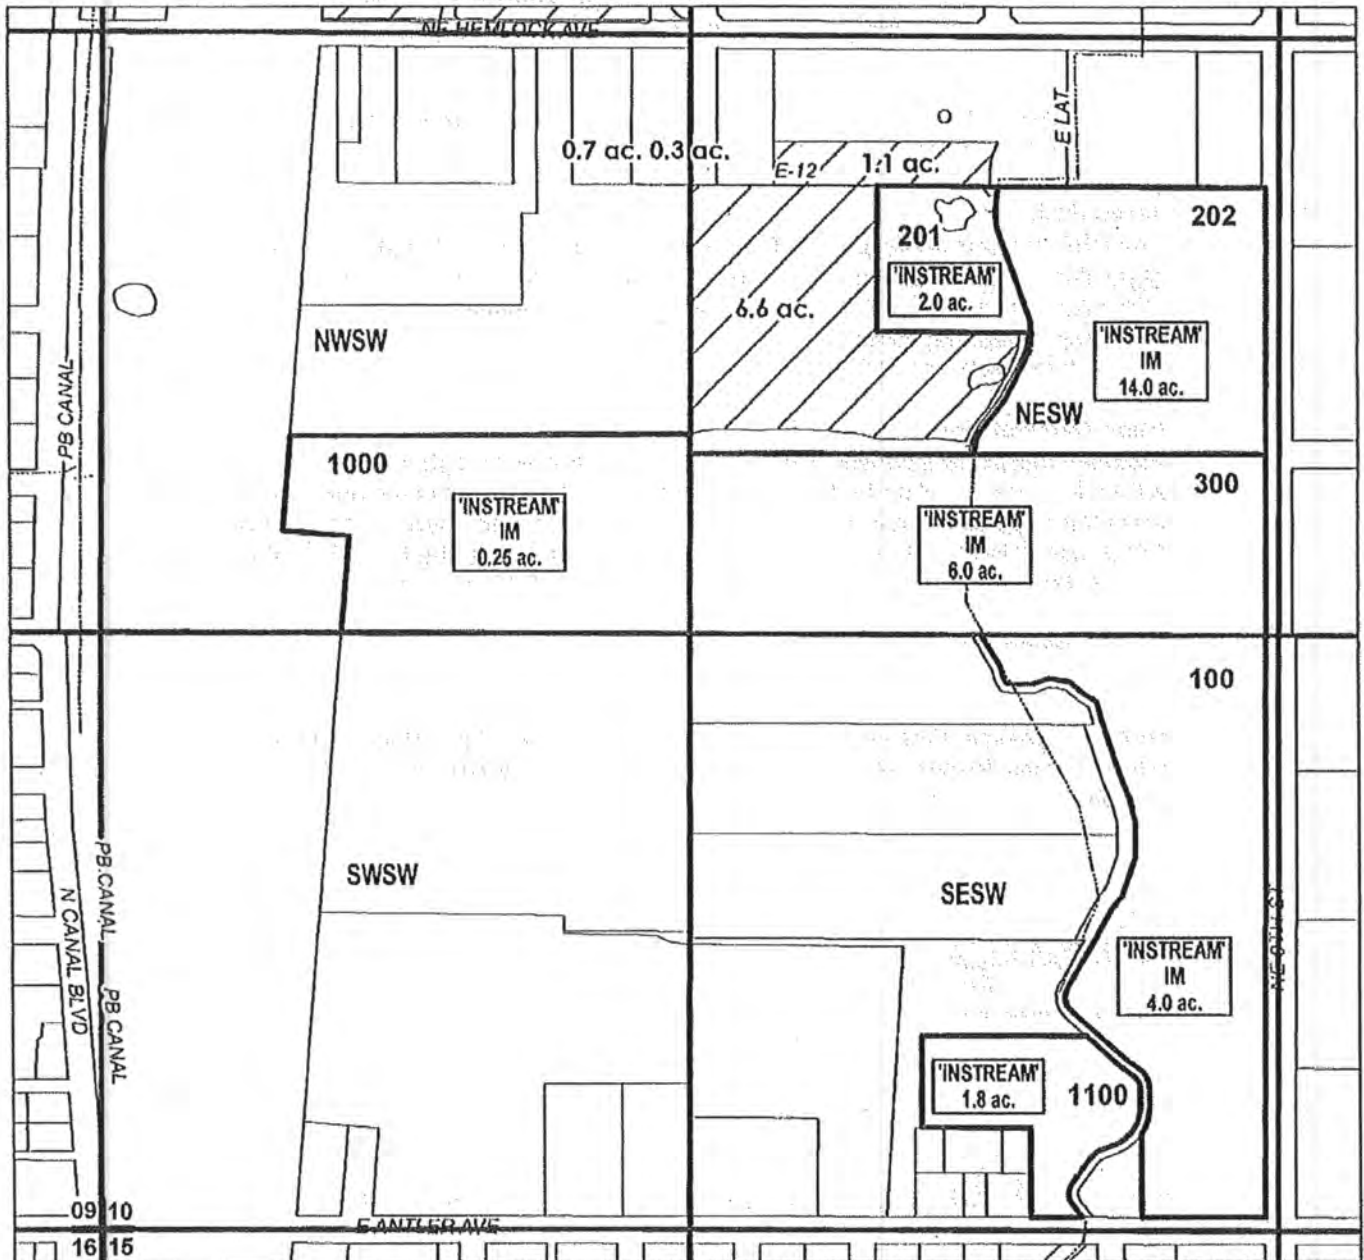 NE HEMLOCK AVE
E LAT
0.7 ac. 0.3 ac.
E-12
1.1 ac.
201
202
'INSTREAM'
2.0 ac.
6.6 ac.
'INSTREAM'
IM
14.0 ac.
NWSW
PB CANAL
NESW
1000
300
'INSTREAM'
IM
0.25 ac.
'INSTREAM'
IM
6.0 ac.
100
PB CANAL
SWSW
SESW
N CANAL BLVD
'INSTREAM'
IM
4.0 ac.
PB CANAL
'INSTREAM'
1.8 ac.
1100
09 10
E ANTLER AVE
16 15